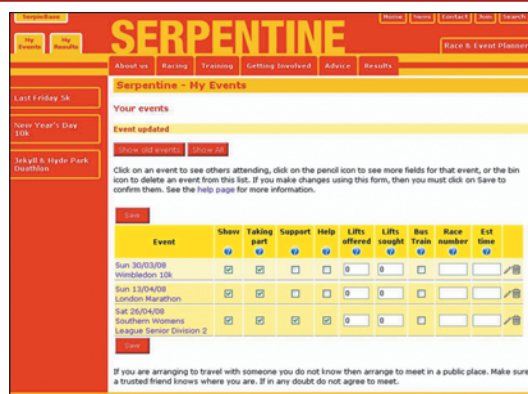 SerpieBase
Home News Contact Join Search
My Events
My Results
SERPENTINE
Race & Event Planner
About us Racing Training Getting Involved Advice Results
Last Friday 5k
New Year's Day 10k
Jekyll & Hyde Park Duathlon
Serpentine - My Events
Your events
Event updated
Show old events Show All
Click on an event to see others attending, click on the pencil icon to see more fields for that event, or the bin
icon to delete an event from this list. If you make changes using this form, then you must click on Save to
confirm them. See the help page for more information.
Save
Event Show Taking part Support Help Lifts offered Lifts sought Bus Train Race number Est time
? ? ? ? ? ? ? ? ?
Sun 30/03/08
Wimbledon 10k 0 0
Sun 13/04/08
London Marathon 0 0
Sat 26/04/08
Southern Womens
League Senior Division 2 0 0
Save
If you are arranging to travel with someone you do not know then arrange to meet in a public place. Make sure
a trusted friend knows where you are. If in any doubt do not agree to meet.